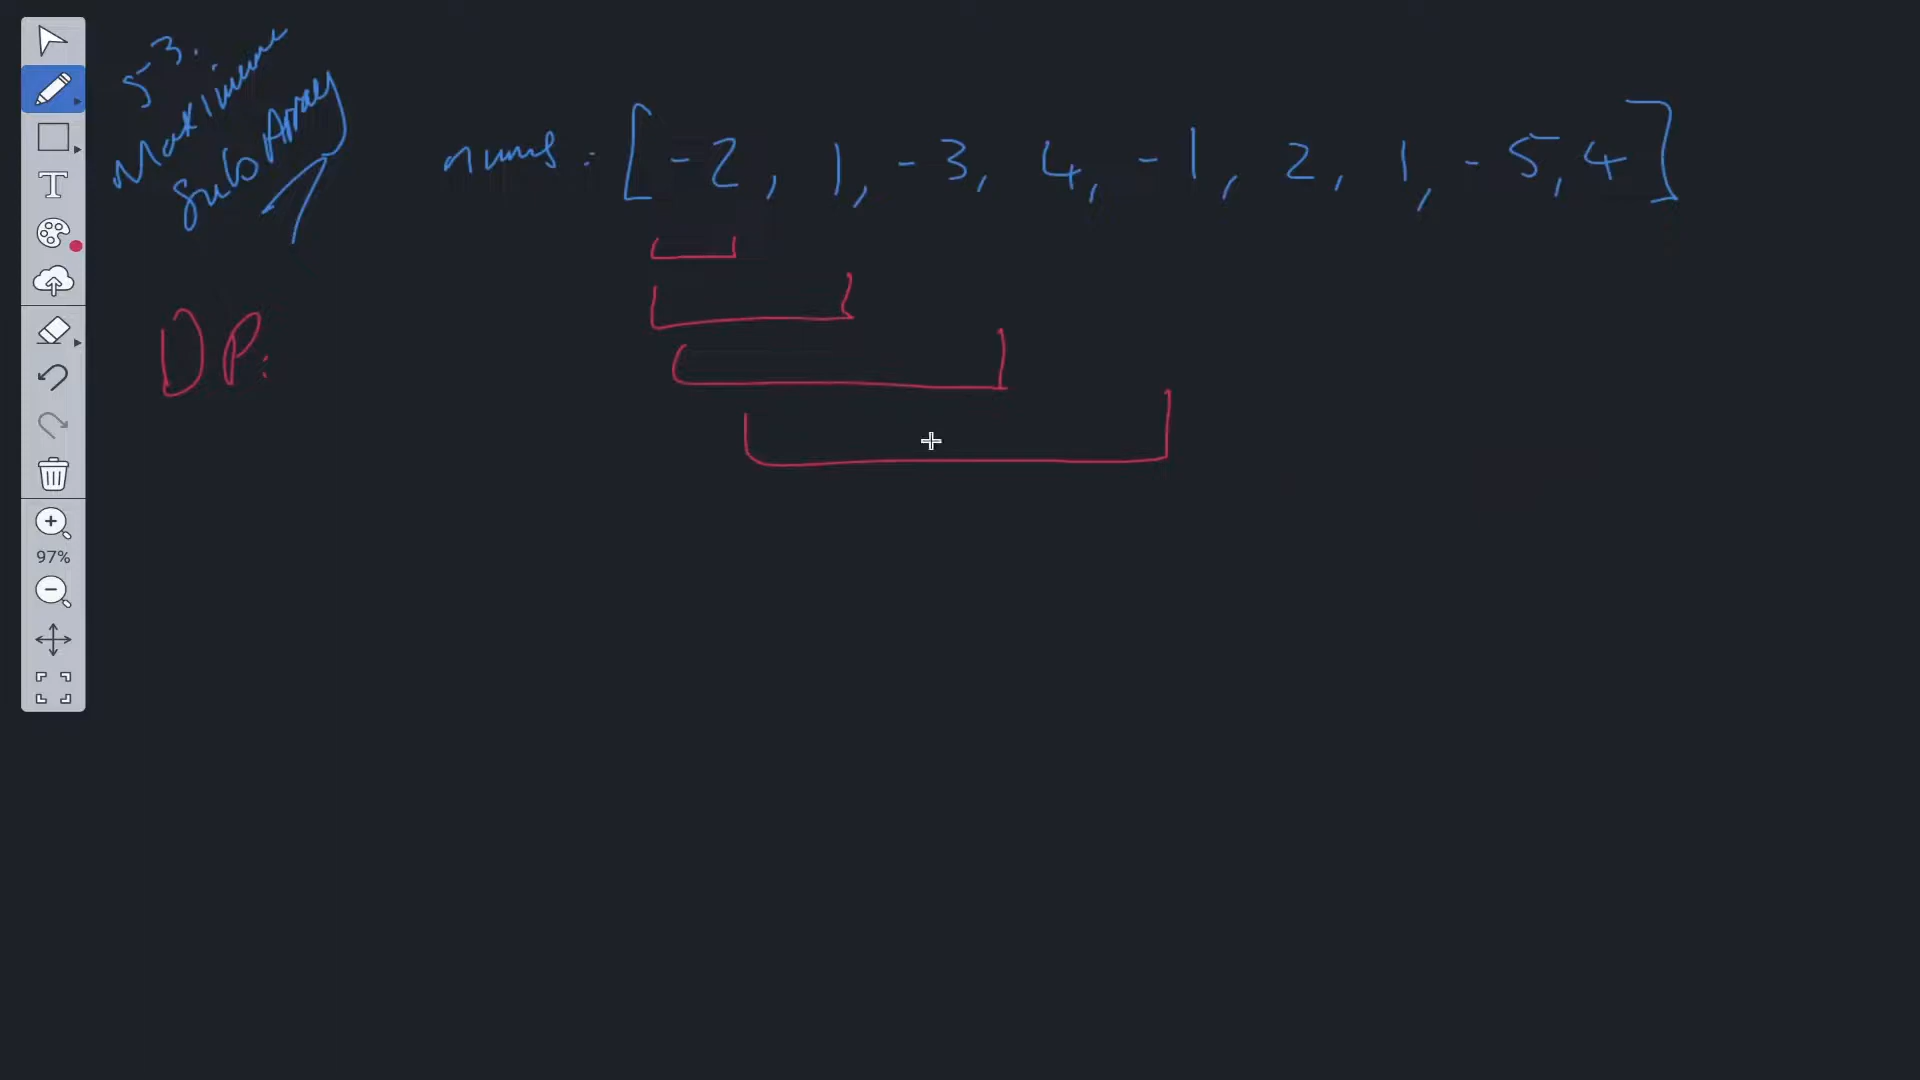 53.
Maximum
SubArray
nums: [-2, 1, -3, 4, -1, 2, 1, -5, 4]
DP:
T
97%